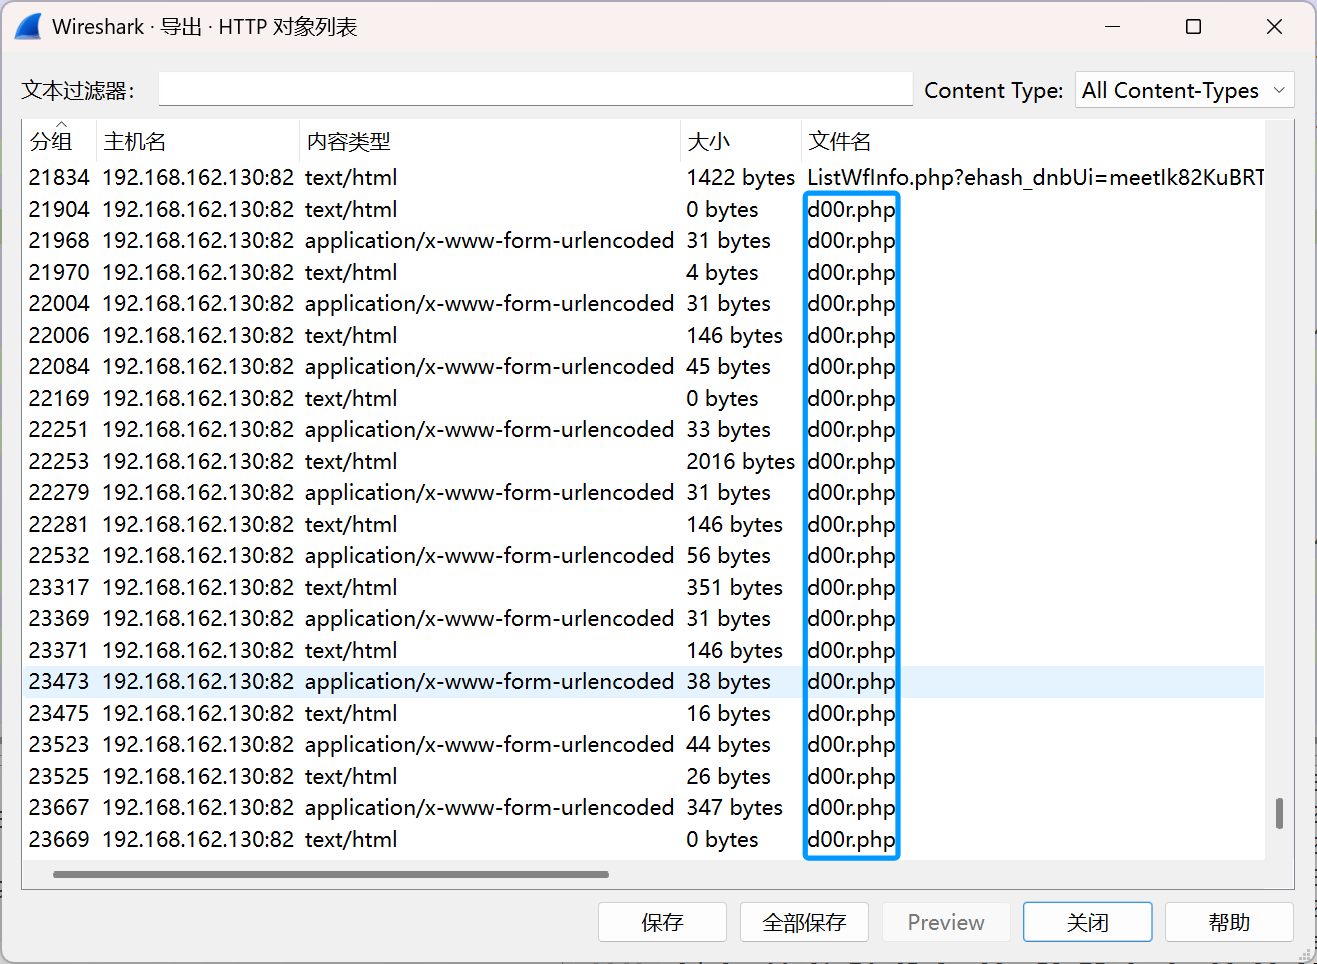 Wireshark · 导出 · HTTP 对象列表
文本过滤器：
Content Type: All Content-Types
分组 主机名 内容类型 大小 文件名
21834 192.168.162.130:82 text/html 1422 bytes ListWfInfo.php?ehash_dnbUi=meetIk82KuBRT
21904 192.168.162.130:82 text/html 0 bytes d00r.php
21968 192.168.162.130:82 application/x-www-form-urlencoded 31 bytes d00r.php
21970 192.168.162.130:82 text/html 4 bytes d00r.php
22004 192.168.162.130:82 application/x-www-form-urlencoded 31 bytes d00r.php
22006 192.168.162.130:82 text/html 146 bytes d00r.php
22084 192.168.162.130:82 application/x-www-form-urlencoded 45 bytes d00r.php
22169 192.168.162.130:82 text/html 0 bytes d00r.php
22251 192.168.162.130:82 application/x-www-form-urlencoded 33 bytes d00r.php
22253 192.168.162.130:82 text/html 2016 bytes d00r.php
22279 192.168.162.130:82 application/x-www-form-urlencoded 31 bytes d00r.php
22281 192.168.162.130:82 text/html 146 bytes d00r.php
22532 192.168.162.130:82 application/x-www-form-urlencoded 56 bytes d00r.php
23317 192.168.162.130:82 text/html 351 bytes d00r.php
23369 192.168.162.130:82 application/x-www-form-urlencoded 31 bytes d00r.php
23371 192.168.162.130:82 text/html 146 bytes d00r.php
23473 192.168.162.130:82 application/x-www-form-urlencoded 38 bytes d00r.php
23475 192.168.162.130:82 text/html 16 bytes d00r.php
23523 192.168.162.130:82 application/x-www-form-urlencoded 44 bytes d00r.php
23525 192.168.162.130:82 text/html 26 bytes d00r.php
23667 192.168.162.130:82 application/x-www-form-urlencoded 347 bytes d00r.php
23669 192.168.162.130:82 text/html 0 bytes d00r.php
保存 全部保存 Preview 关闭 帮助